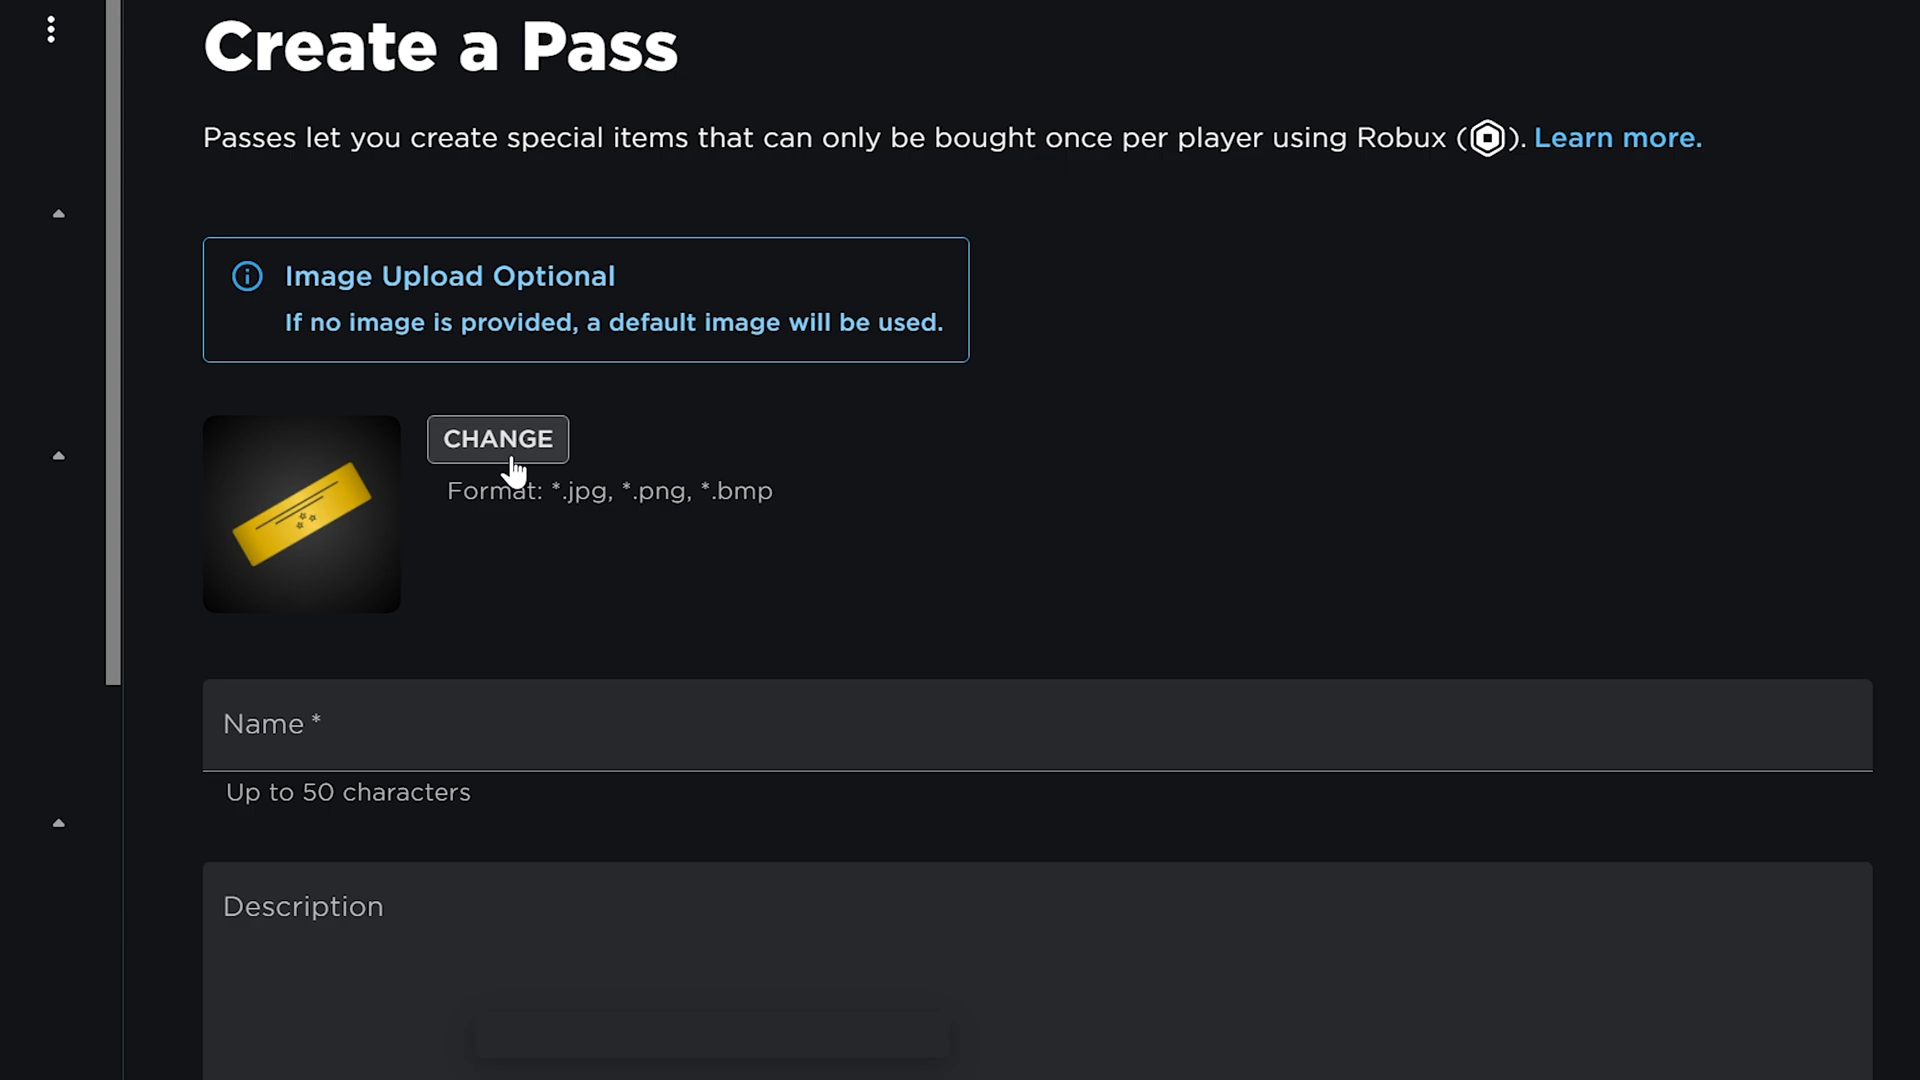 Create a Pass
Passes let you create special items that can only be bought once per player using Robux (). Learn more.
Image Upload Optional
If no image is provided, a default image will be used.
CHANGE
Format: *.jpg, *.png, *.bmp
Name *
Up to 50 characters
Description